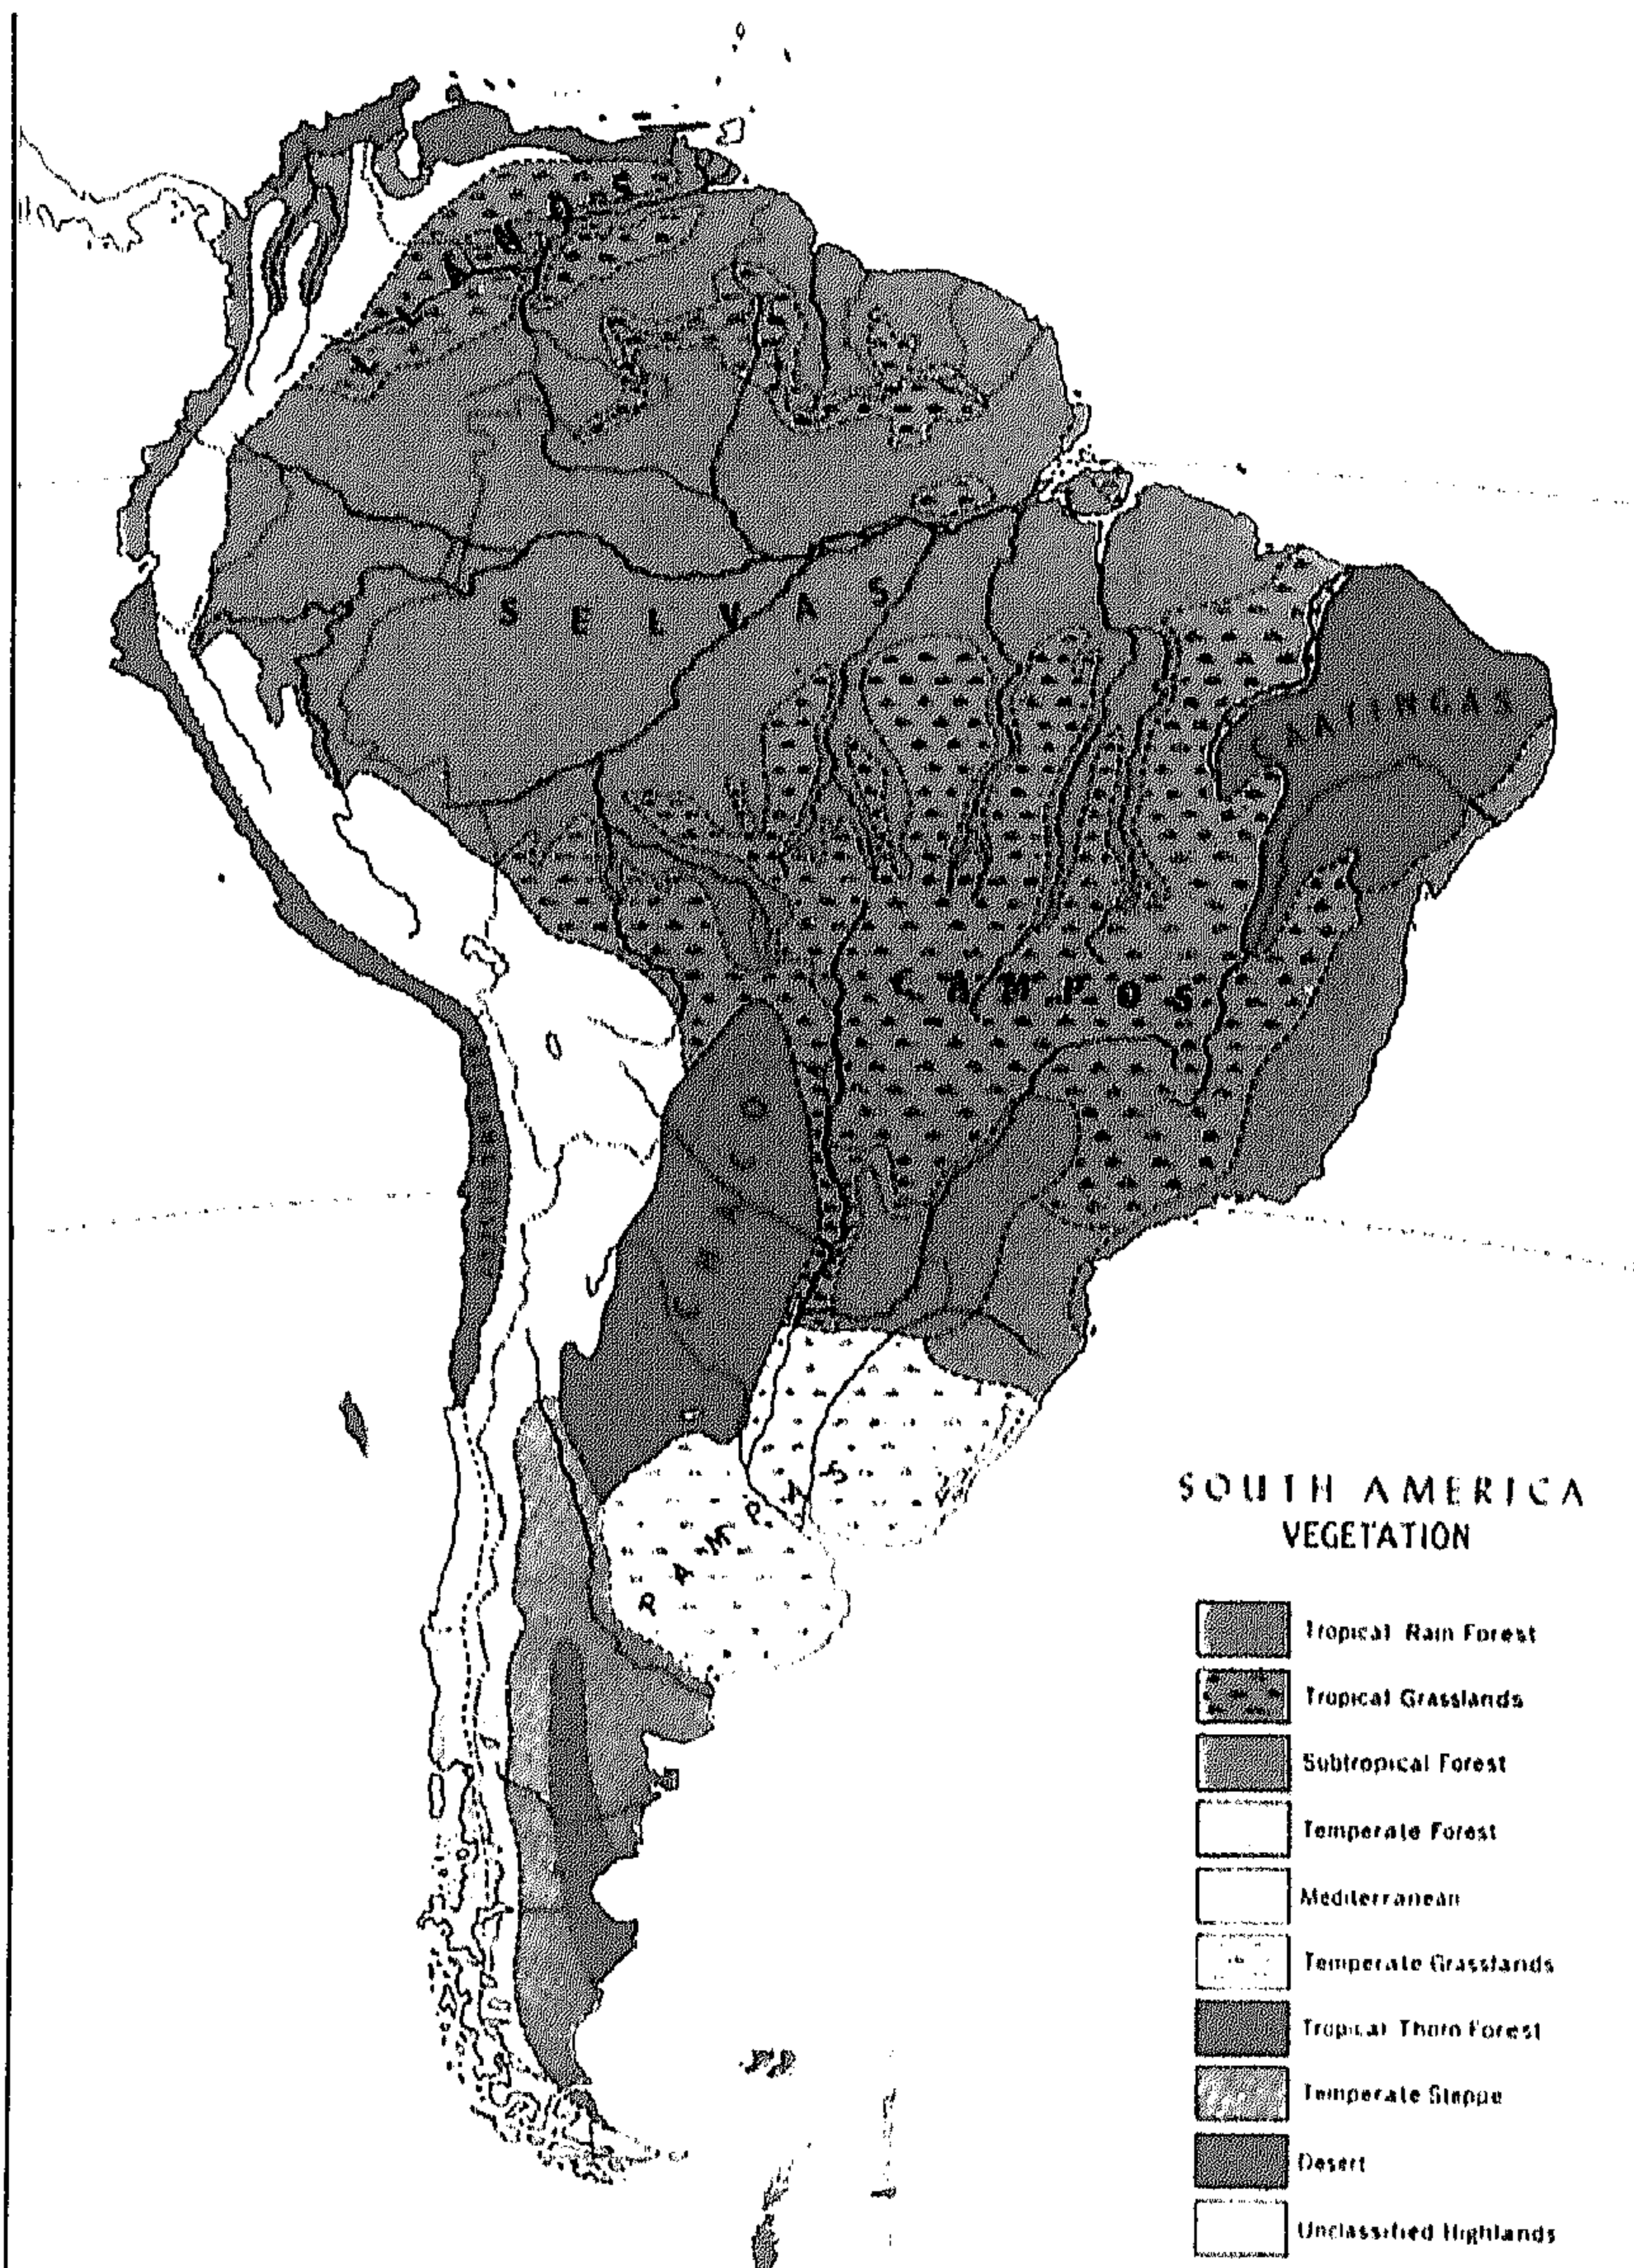 LLANOS
SELVAS
CAATINGAS
CAMPOS
CHACO
PAMPAS
SOUTH AMERICA
VEGETATION
Tropical Rain Forest
Tropical Grasslands
Subtropical Forest
Temperate Forest
Mediterranean
Temperate Grasslands
Tropical Thorn Forest
Temperate Steppe
Desert
Unclassified Highlands